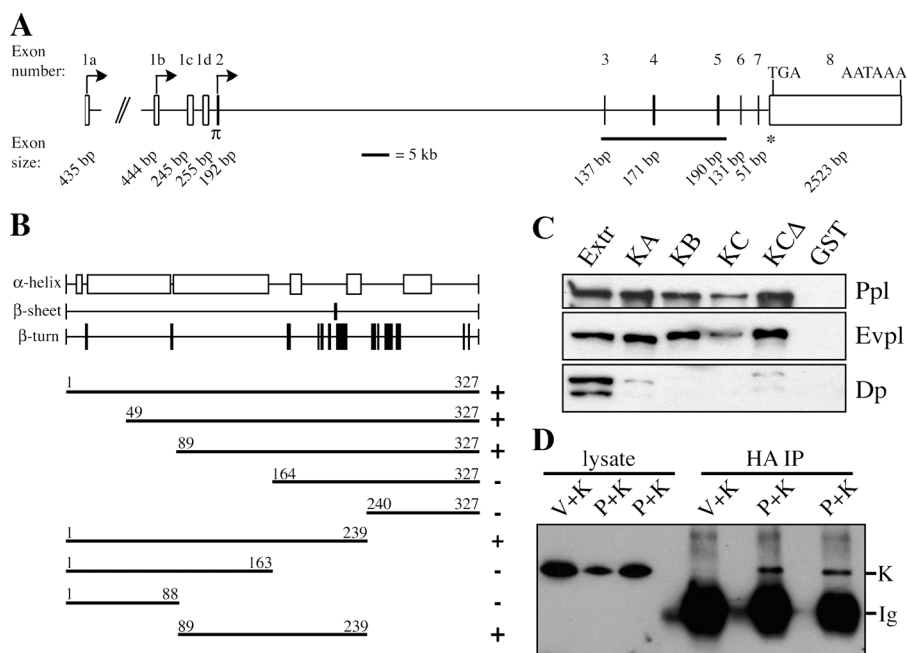 A
Exon number:
1a 1b 1c 1d 2 3 4 5 6 7 TGA 8 AATAAA
π
*
Exon size:
= 5 kb
435 bp 444 bp 245 bp 255 bp 192 bp 137 bp 171 bp 190 bp 131 bp 51 bp 2523 bp
B
α-helix
β-sheet
β-turn
1 327 +
49 327 +
89 327 +
164 327 -
240 327 -
1 239 +
1 163 -
1 88 -
89 239 +
C
Extr KA KB KC KCΔ GST
Ppl
Evpl
Dp
D
lysate HA IP
V+K P+K P+K V+K P+K P+K
K
Ig